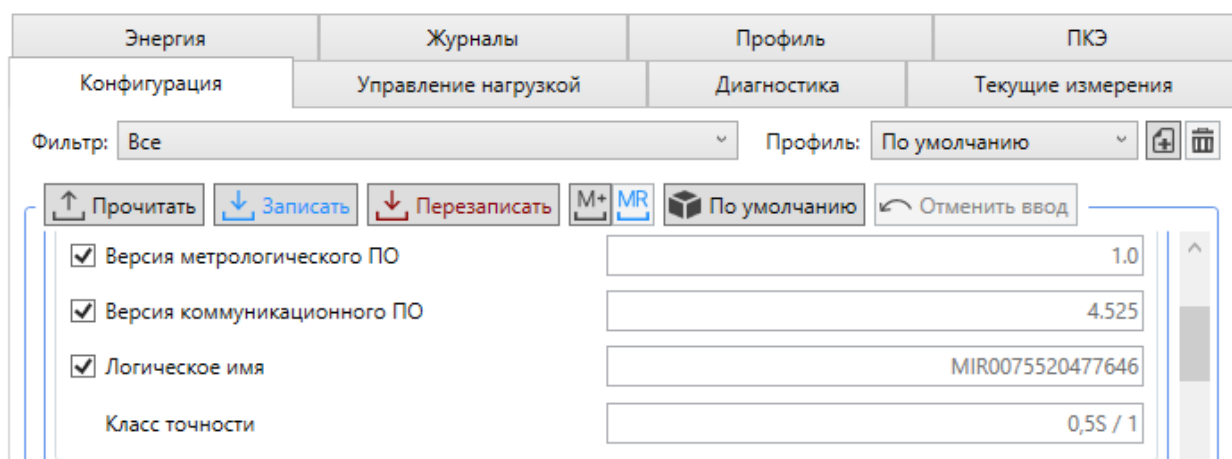 Энергия Журналы Профиль ПКЭ
Конфигурация Управление нагрузкой Диагностика Текущие измерения
Фильтр: Все Профиль: По умолчанию
Прочитать Записать Перезаписать M+ MR По умолчанию Отменить ввод
Версия метрологического ПО 1.0
Версия коммуникационного ПО 4.525
Логическое имя MIR0075520477646
Класс точности 0,5S / 1